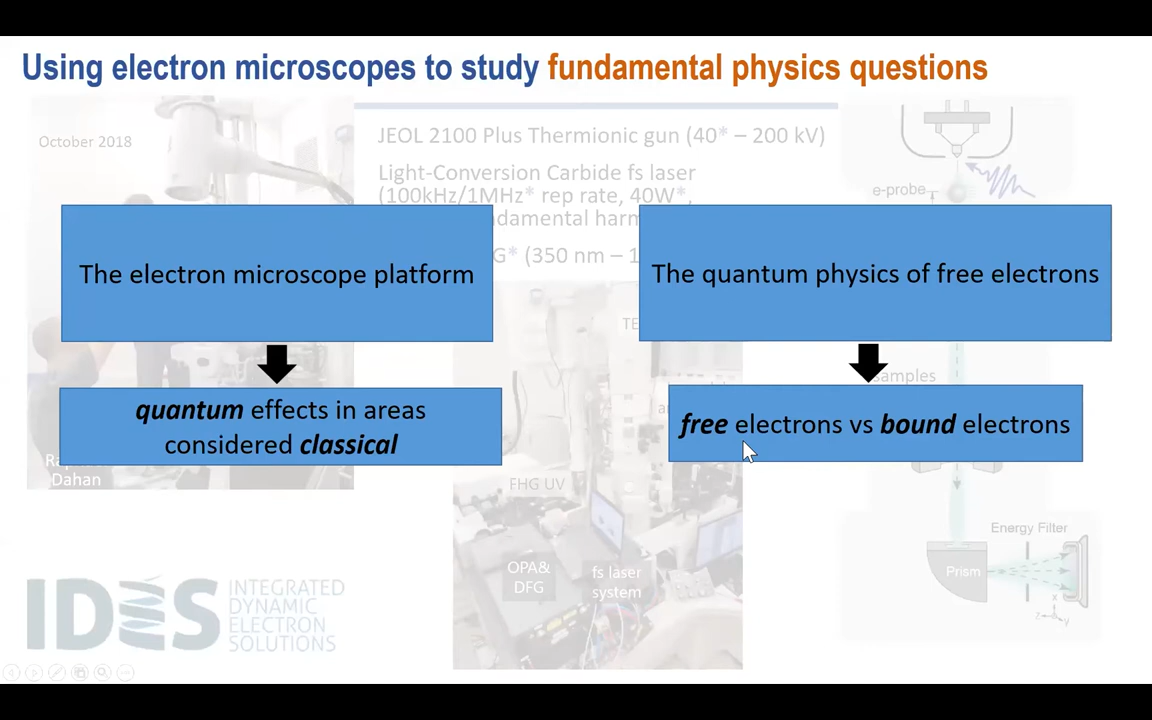 Using electron microscopes to study fundamental physics questions
October 2018
JEOL 2100 Plus Thermionic gun (40* – 200 kV)
Light-Conversion Carbide fs laser
(100kHz/1MHz* rep rate, 40W*,
G* (350 nm –
e-probe
The electron microscope platform
The quantum physics of free electrons
samples
quantum effects in areas
considered classical
free electrons vs bound electrons
Dahan
FHG UV
OPA&
DFG
fs laser
system
Energy Filter
Prism
x
z
y
IDES
INTEGRATED
DYNAMIC
ELECTRON
SOLUTIONS